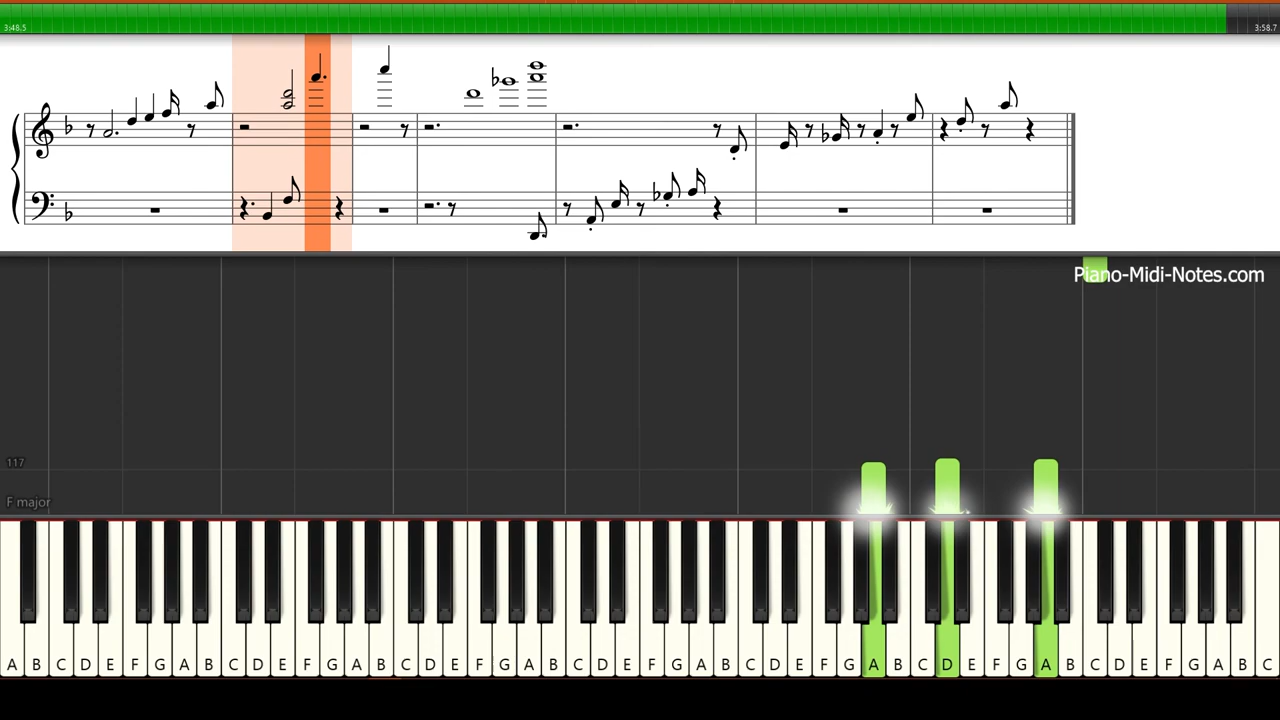 3:48.5
3:58.7
Piano-Midi-Notes.com
117
F major
A B C D E F G A B C D E F G A B C D E F G A B C D E F G A B C D E F G A B C D E F G A B C D E F G A B C